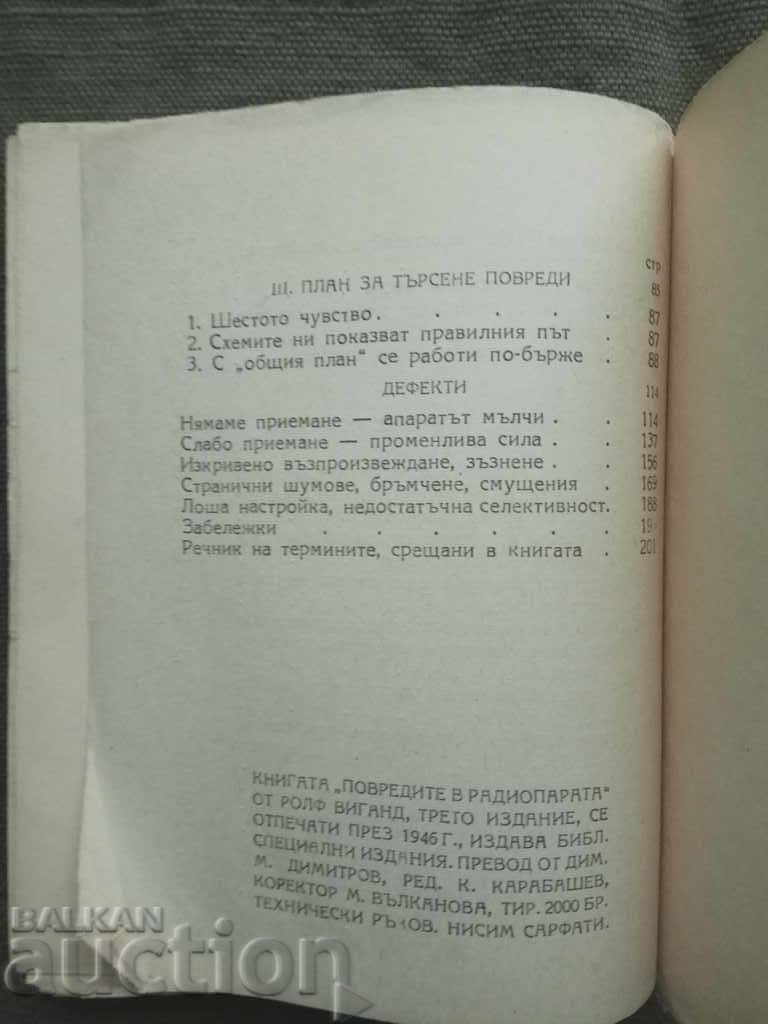 стр
III. ПЛАН ЗА ТЪРСЕНЕ ПОВРЕДИ 85
1. Шестото чувство . . . . . 87
2. Схемите ни показват правилния път . 87
3. С „общия план“ се работи по-бърже . 88
ДЕФЕКТИ 114
Нямаме приемане — апаратът мълчи . . 114
Слабо приемане — променлива сила . . 137
Изкривено възпроизвеждане, зъзнене . . 156
Странични шумове, бръмчене, смущения . 169
Лоша настройка, недостатъчна селективност. 188
Забележки . . . . . .
Речник на термините, срещани в книгата . 201
КНИГАТА „ПОВРЕДИТЕ В РАДИОПАРАТА“
ОТ РОЛФ ВИГАНД, ТРЕТО ИЗДАНИЕ, СЕ
ОТПЕЧАТИ ПРЕЗ 1946 Г., ИЗДАВА БИБЛ.
СПЕЦИАЛНИ ИЗДАНИЯ. ПРЕВОД ОТ ДИМ.
М. ДИМИТРОВ, РЕД. К. КАРАБАШЕВ,
КОРЕКТОР М. ВЪЛКАНОВА, ТИР. 2000 БР.
ТЕХНИЧЕСКИ РЪКОВ. НИСИМ САРФАТИ.
BALKAN
auction